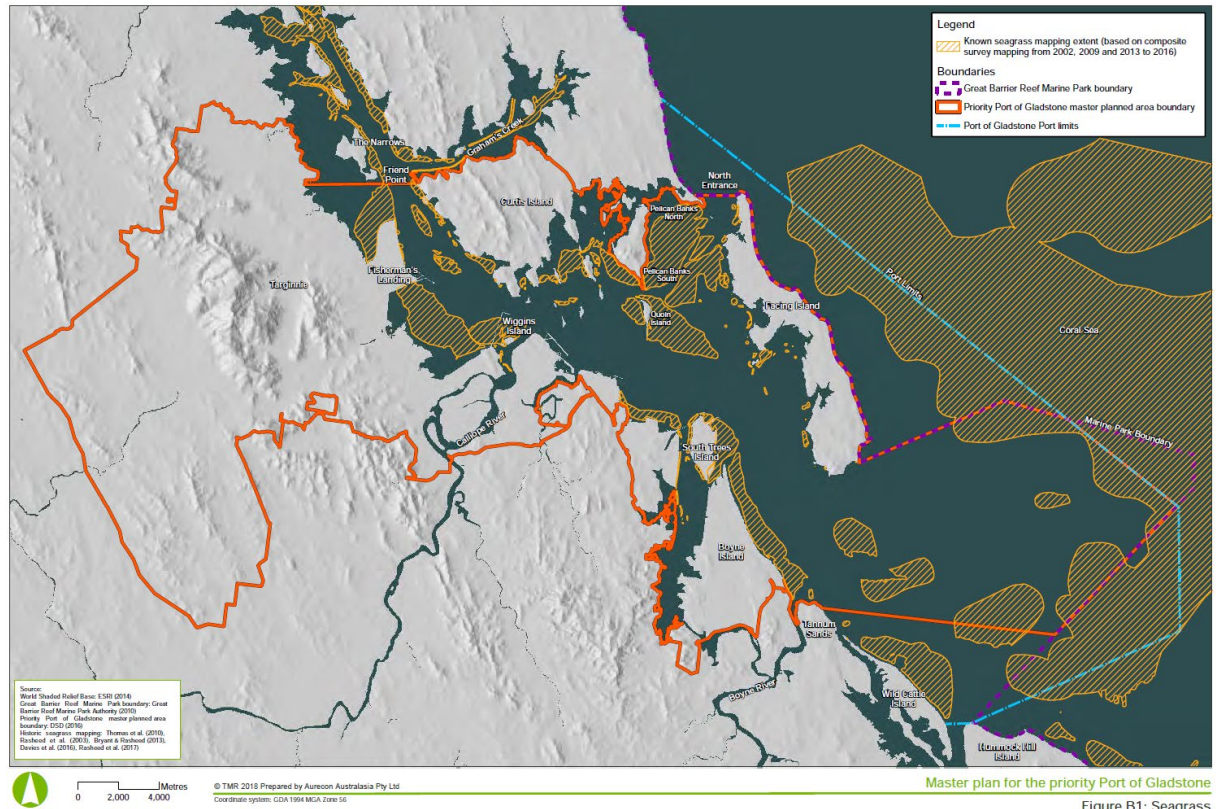 Legend
Known seagrass mapping extent (based on composite
survey mapping from 2002, 2009 and 2013 to 2016)
Boundaries
Great Barrier Reef Marine Park boundary
Priority Port of Gladstone master planned area boundary
Port of Gladstone Port limits
The Narrows
Graham's Creek
Friend
Point
Curtis Island
North
Entrance
Pelican Banks
North
Pelican Banks
South
Fisherman's
Landing
Targinnie
Wiggins
Island
Quoin
Island
Facing Island
Port Limits
Coral Sea
Marine Park Boundary
Calliope River
South Trees
Island
Boyne
Island
Tannum
Sands
Boyne River
Wild Cattle
Island
Hummock Hill
Island
Source:
World Shaded Relief Base: ESRI (2014)
Great Barrier Reef Marine Park boundary: Great
Barrier Reef Marine Park Authority (2010)
Priority Port of Gladstone master planned area
boundary: DSD (2016)
Historic seagrass mapping: Thomas et al. (2010),
Rasheed et al. (2003), Bryant & Rasheed (2013),
Davies et al. (2016), Rasheed et al. (2017)
Metres
0 2,000 4,000
© TMR 2018 Prepared by Aurecon Australasia Pty Ltd
Coordinate system: GDA 1994 MGA Zone 56
Master plan for the priority Port of Gladstone
Figure B1: Seagrass